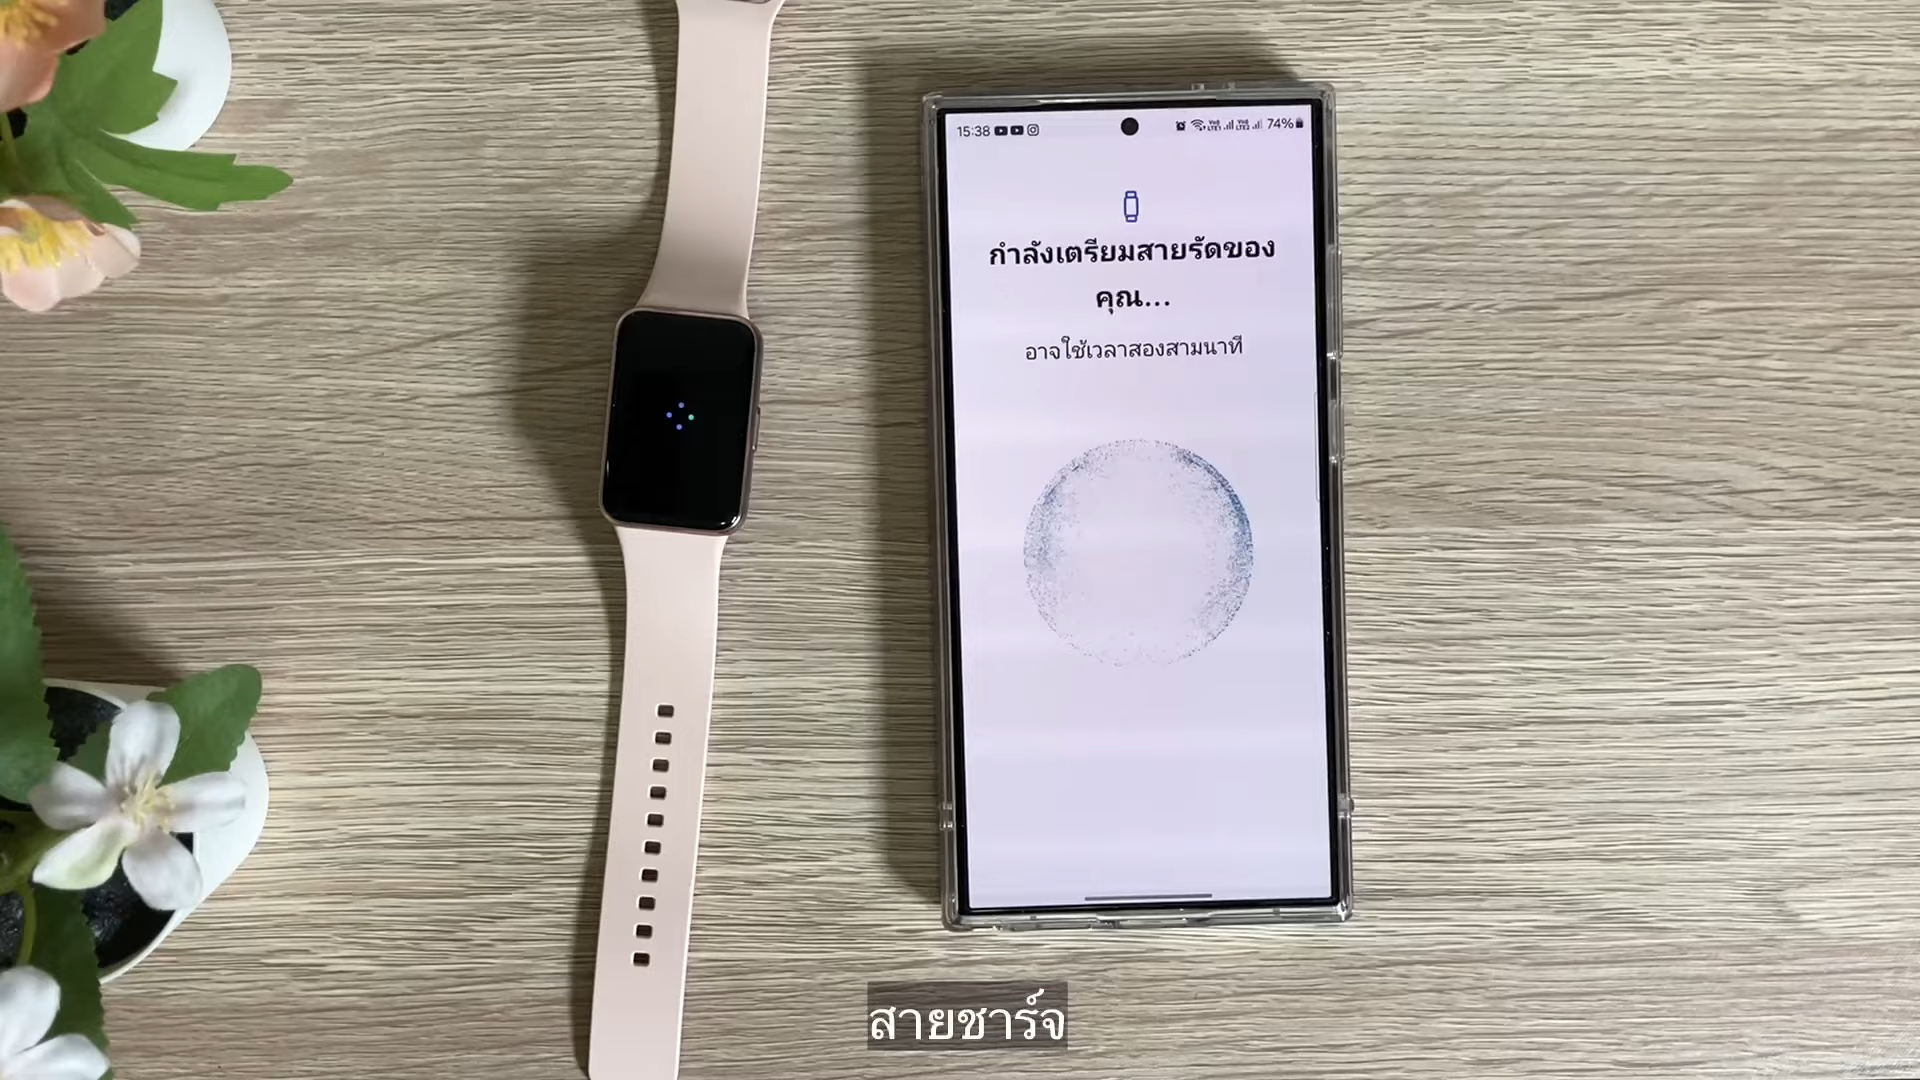 15:38
74%
กำลังเตรียมสายรัดของ
คุณ...
อาจใช้เวลาสองสามนาที
สายชาร์จ